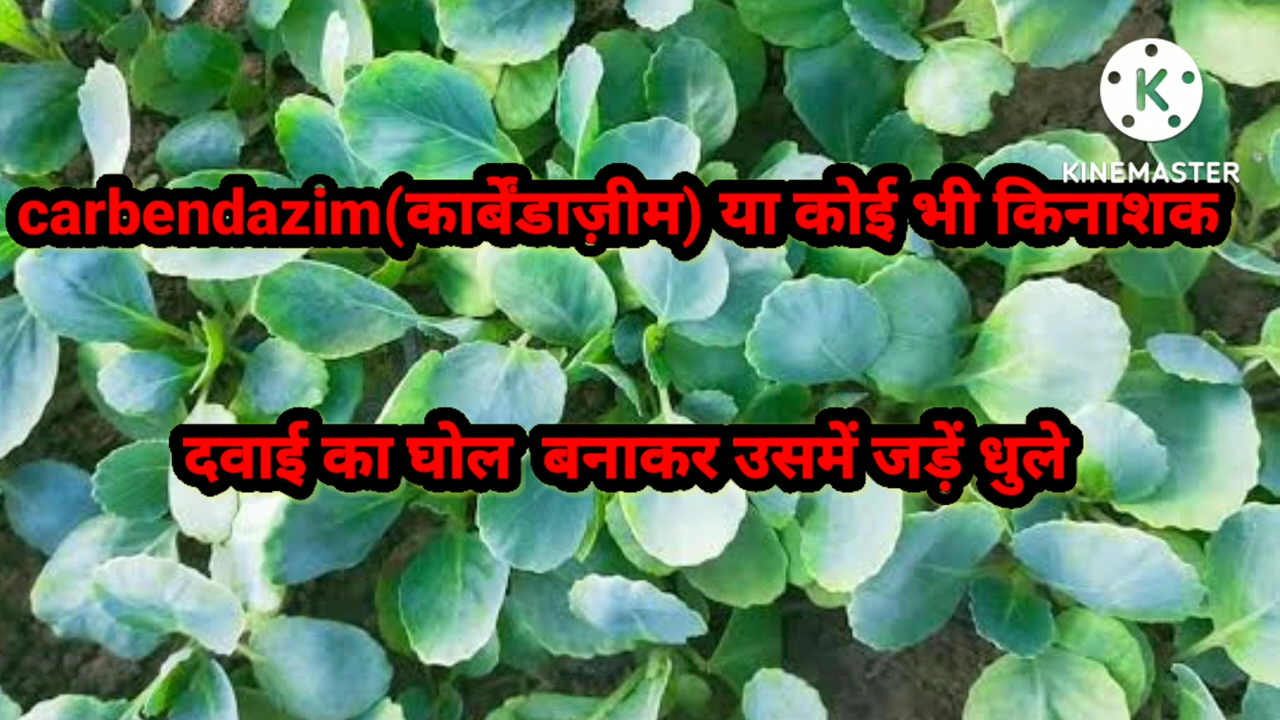 K
KINEMASTER
carbendazim(कार्बेंडाज़ीम) या कोई भी किनाशक
दवाई का घोल बनाकर उसमें जड़ें धुले